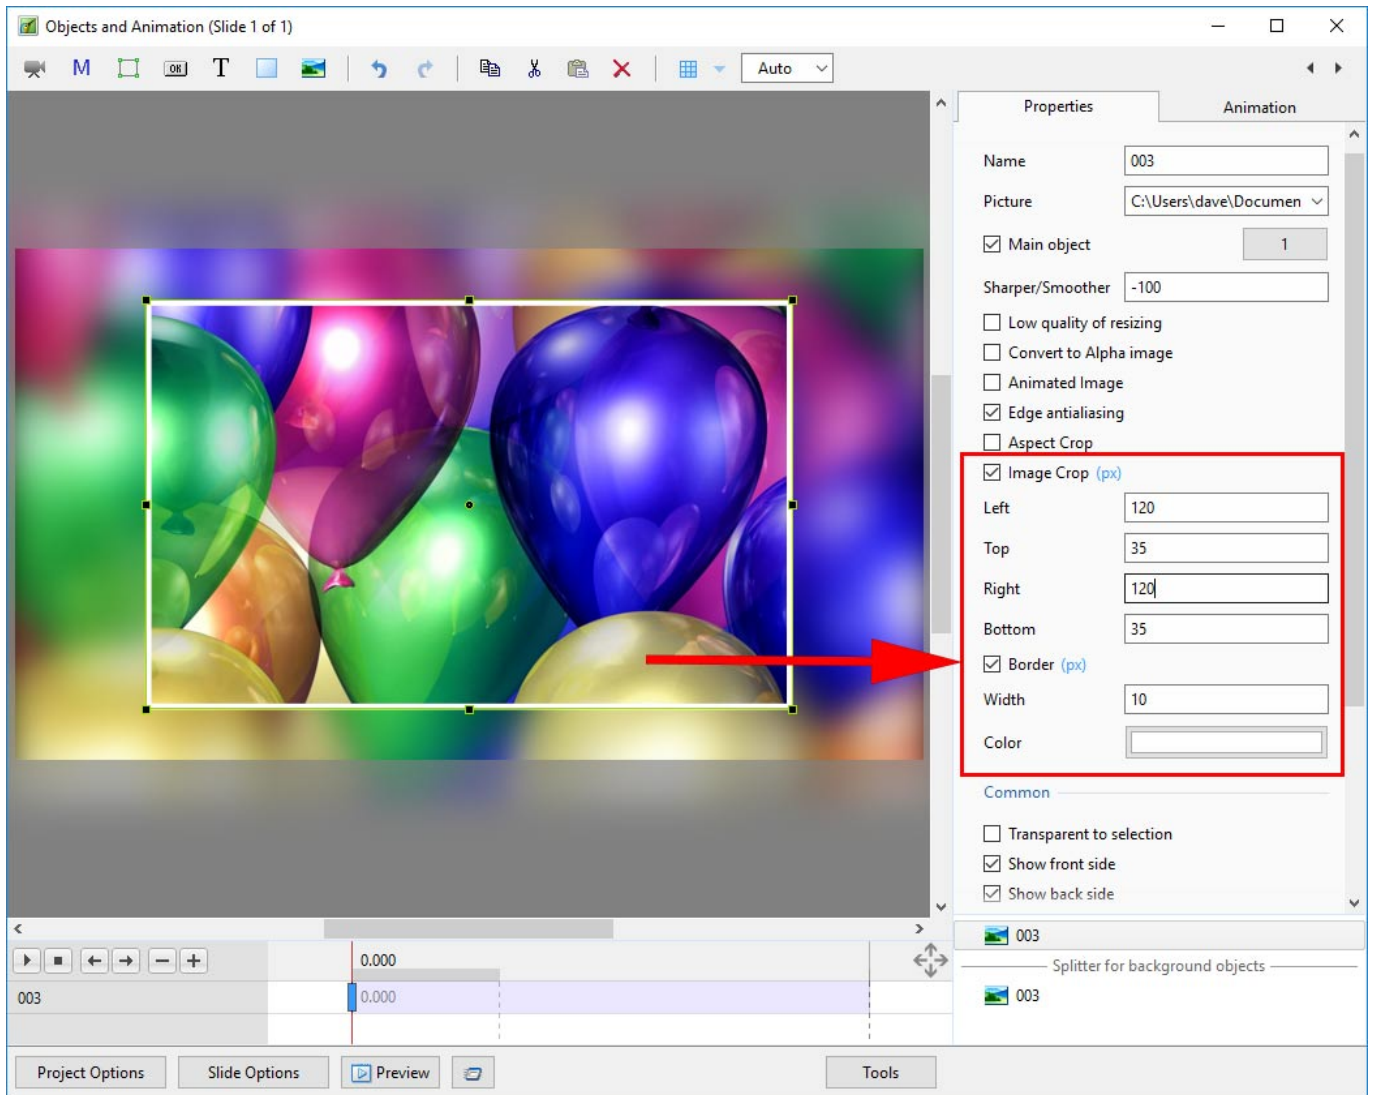 Objects and Animation (Slide 1 of 1)
M OK T Auto
Properties Animation
Name 003
Picture C:\Users\dave\Documen
Main object 1
Sharper/Smoother -100
Low quality of resizing
Convert to Alpha image
Animated Image
Edge antialiasing
Aspect Crop
Image Crop (px)
Left 120
Top 35
Right 120
Bottom 35
Border (px)
Width 10
Color
Common
Transparent to selection
Show front side
Show back side
003
Splitter for background objects
003
0.000
003 0.000
Project Options Slide Options Preview Tools